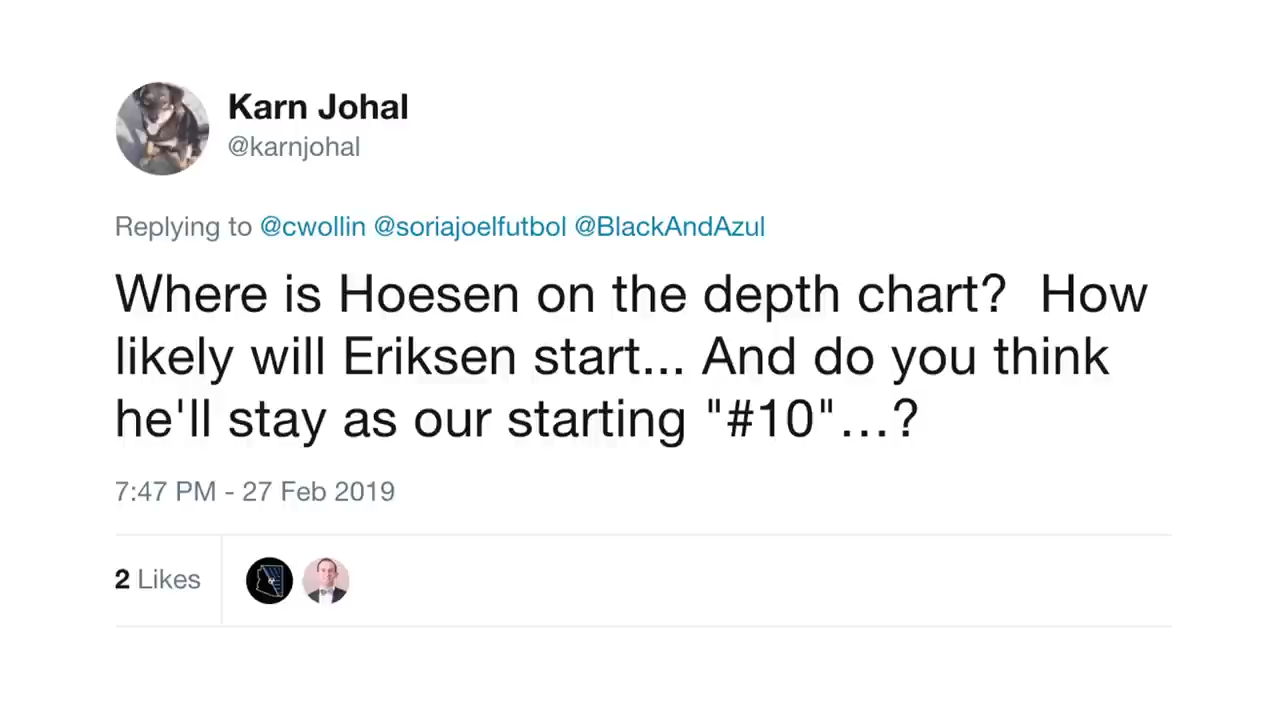 Karn Johal
@karnjohal
Replying to @cwollin @soriajoelfutbol @BlackAndAzul
Where is Hoesen on the depth chart?  How
likely will Eriksen start... And do you think
he'll stay as our starting "#10"...?
7:47 PM - 27 Feb 2019
2 Likes